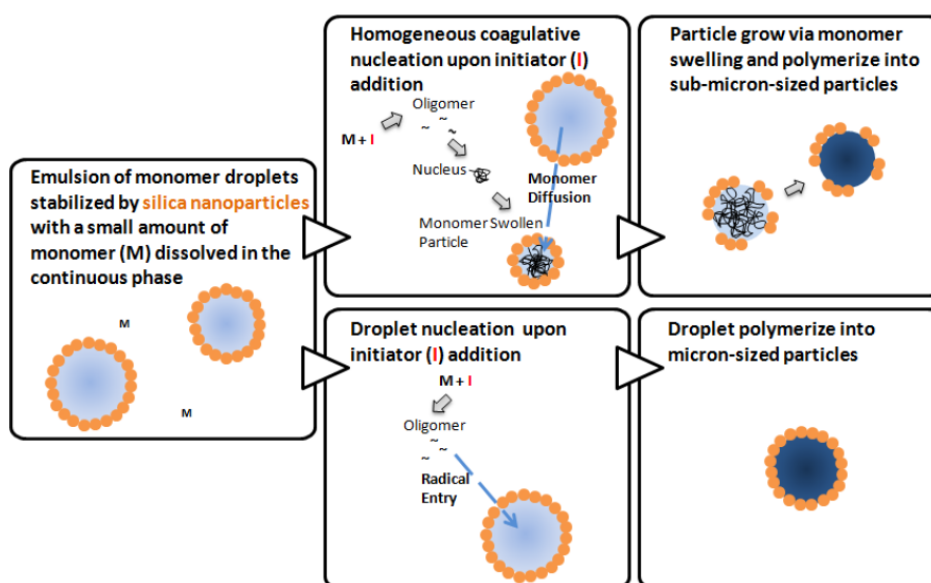 Emulsion of monomer droplets
stabilized by silica nanoparticles
with a small amount of
monomer (M) dissolved in the
continuous phase
M
M
Homogeneous coagulative
nucleation upon initiator (I)
addition
Oligomer
M + I
Nucleus
Monomer
Diffusion
Monomer Swollen
Particle
Particle grow via monomer
swelling and polymerize into
sub-micron-sized particles
Droplet nucleation upon
initiator (I) addition
M + I
Oligomer
Radical
Entry
Droplet polymerize into
micron-sized particles